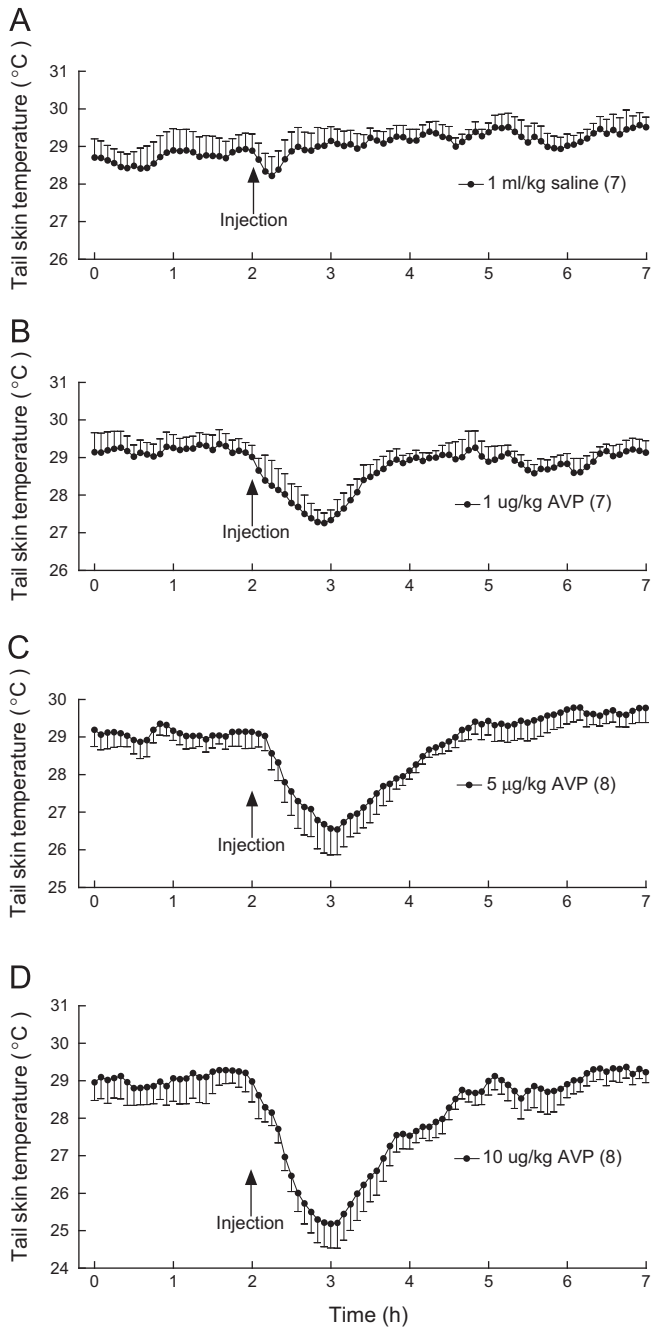 A
Tail skin temperature (°C)
31
30
29
28
27
26
Injection
1 ml/kg saline (7)
0 1 2 3 4 5 6 7
B
Tail skin temperature (°C)
31
30
29
28
27
26
Injection
1 ug/kg AVP (7)
0 1 2 3 4 5 6 7
C
Tail skin temperature (°C)
30
29
28
27
26
25
Injection
5 µg/kg AVP (8)
0 1 2 3 4 5 6 7
D
Tail skin temperature (°C)
31
30
29
28
27
26
25
24
Injection
10 ug/kg AVP (8)
0 1 2 3 4 5 6 7
Time (h)